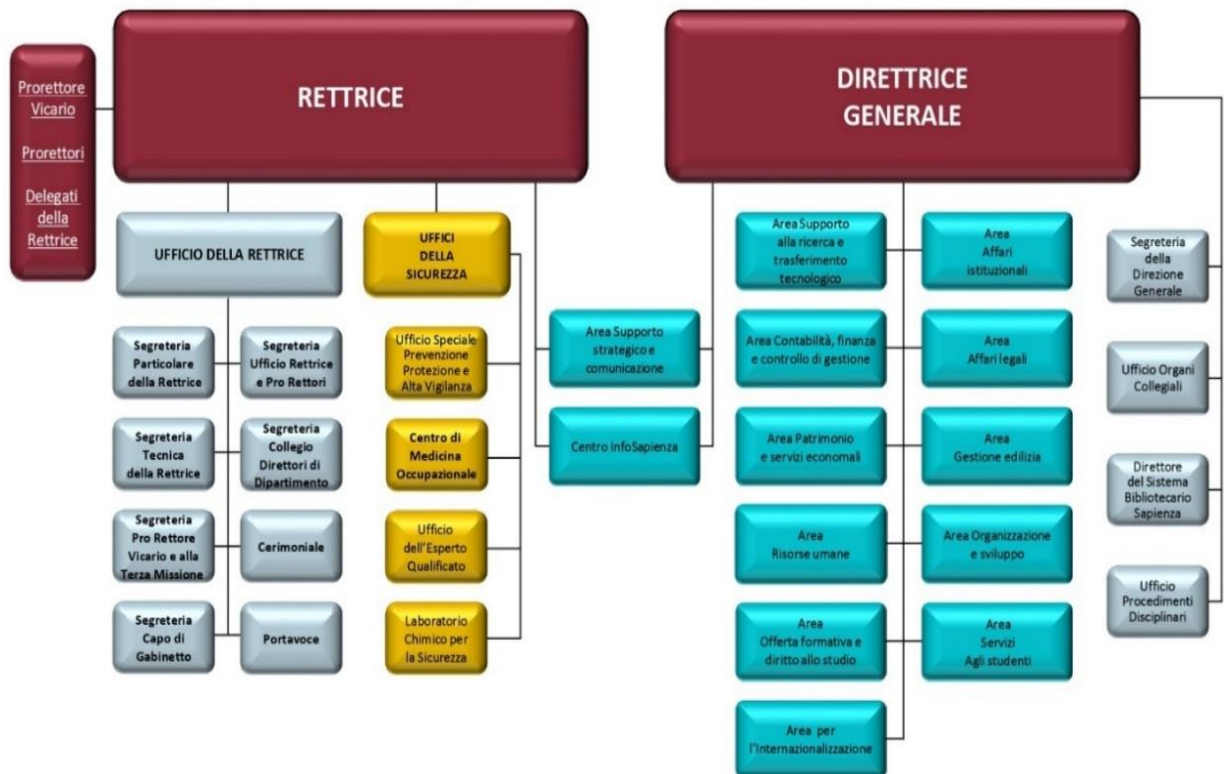 Prorettore
Vicario
Prorettori
Delegati
della
Rettrice
RETTRICE
DIRETTRICE
GENERALE
UFFICIO DELLA RETTRICE
Segreteria
Particolare
della Rettrice
Segreteria
Ufficio Rettrice
e Pro Rettori
Segreteria
Tecnica
della Rettrice
Segreteria
Collegio
Direttori di
Dipartimento
Segreteria
Pro Rettore
Vicario e alla
Terza Missione
Cerimoniale
Segreteria
Capo di
Gabinetto
Portavoce
UFFICI
DELLA
SICUREZZA
Ufficio Speciale
Prevenzione
Protezione e
Alta Vigilanza
Centro di
Medicina
Occupazionale
Ufficio
dell'Esperto
Qualificato
Laboratorio
Chimico per
la Sicurezza
Area Supporto
strategico e
comunicazione
Centro InfoSapienza
Area Supporto
alla ricerca e
trasferimento
tecnologico
Area
Affari
istituzionali
Area Contabilità, finanza
e controllo di gestione
Area
Affari legali
Area Patrimonio
e servizi economali
Area
Gestione edilizia
Area
Risorse umane
Area Organizzazione
e sviluppo
Area
Offerta formativa e
diritto allo studio
Area
Servizi
Agli studenti
Area per
l'Internazionalizzazione
Segreteria
della
Direzione
Generale
Ufficio Organi
Collegiali
Direttore
del Sistema
Bibliotecario
Sapienza
Ufficio
Procedimenti
Disciplinari